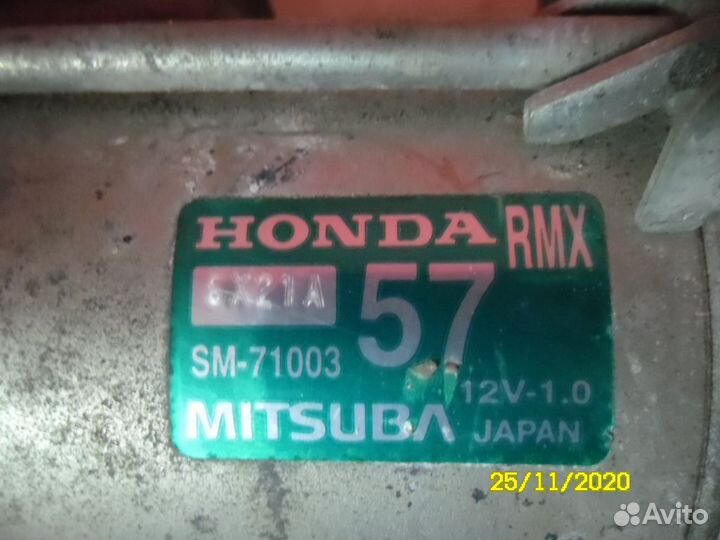 HONDA RMX
6X21A 57
SM-71003
12V-1.0
MITSUBA JAPAN
25/11/2020
Avito